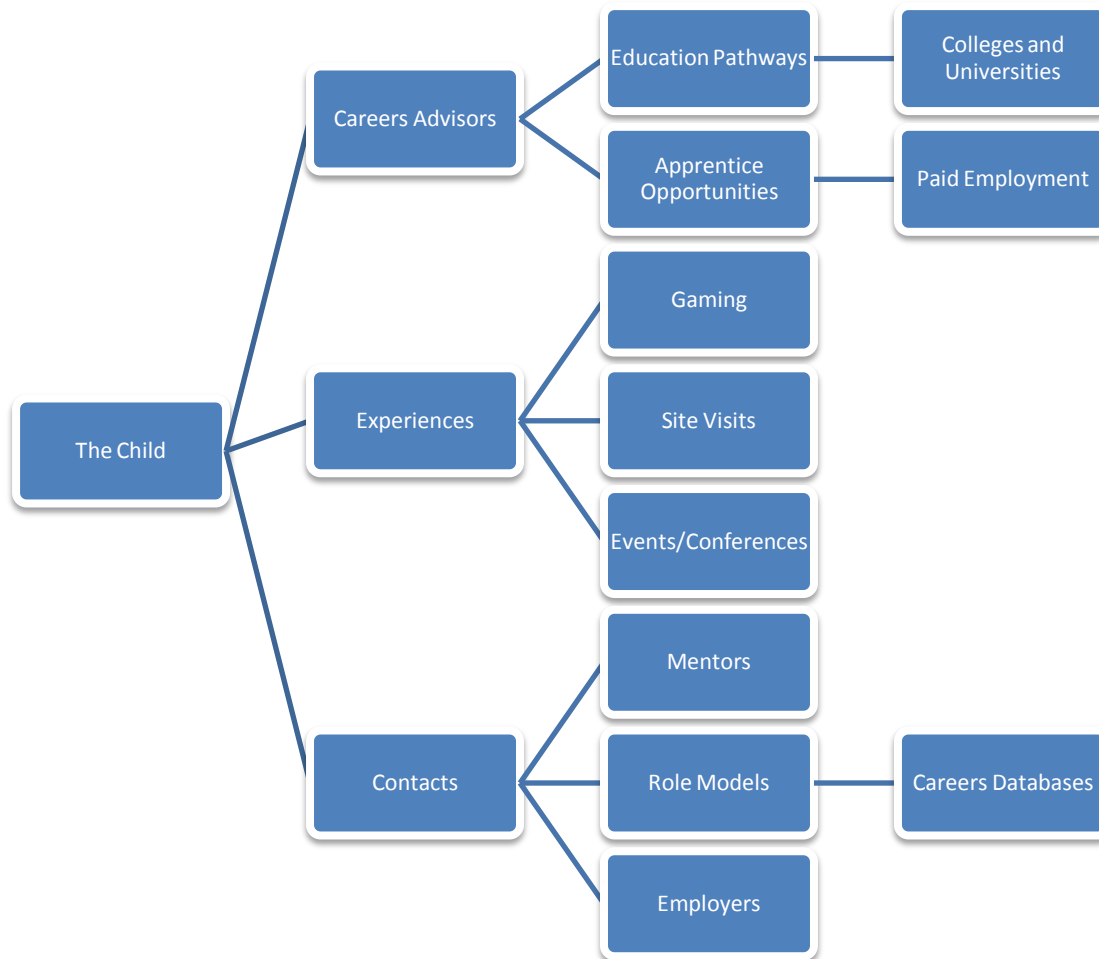 Education Pathways
Colleges and
Universities
Careers Advisors
Apprentice
Opportunities
Paid Employment
Gaming
The Child
Experiences
Site Visits
Events/Conferences
Mentors
Contacts
Role Models
Careers Databases
Employers